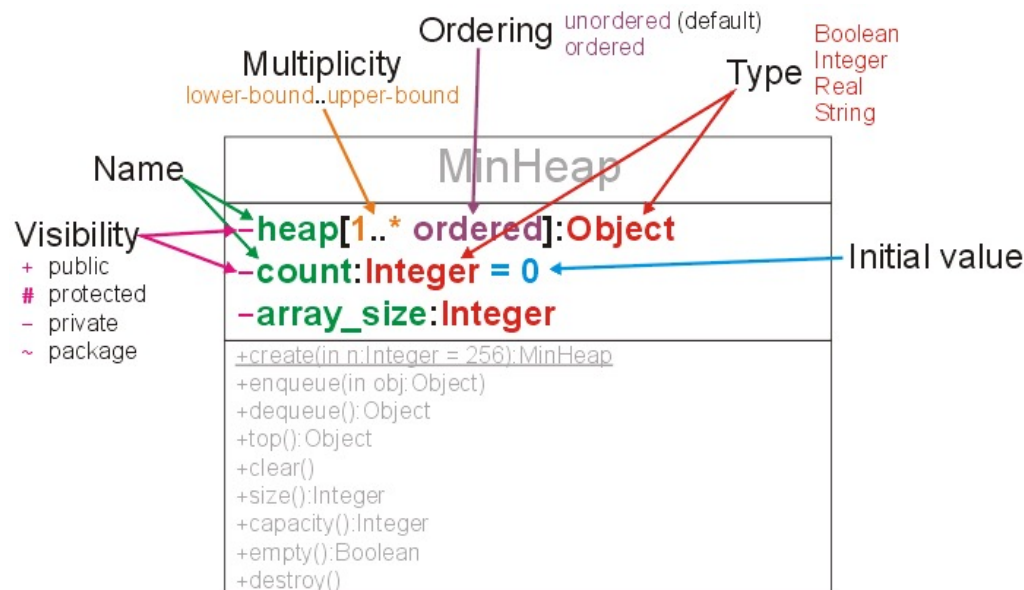 Ordering unordered (default)
ordered
Multiplicity
lower-bound..upper-bound
Type
Boolean
Integer
Real
String
MinHeap
Name
Visibility
+ public
# protected
– private
~ package
–heap[1..* ordered]:Object
–count:Integer = 0
–array_size:Integer
Initial value
+create(in n:Integer = 256):MinHeap
+enqueue(in obj:Object)
+dequeue():Object
+top():Object
+clear()
+size():Integer
+capacity():Integer
+empty():Boolean
+destroy()